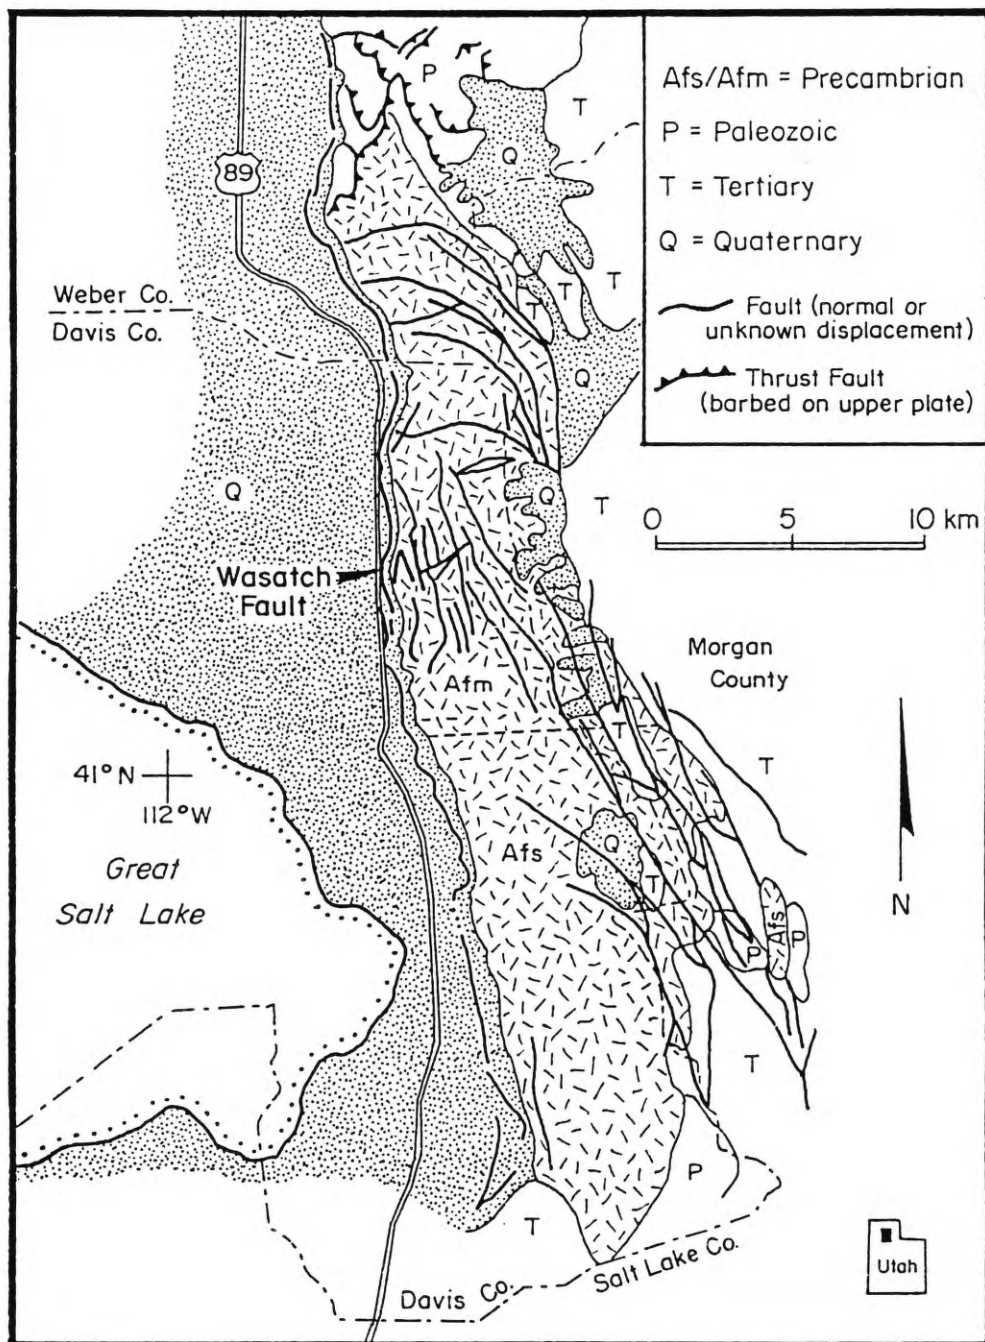 Afs/Afm = Precambrian
P = Paleozoic
T = Tertiary
Q = Quaternary
Fault (normal or
unknown displacement)
Thrust Fault
(barbed on upper plate)
P
T
Q
89
T
T
T
Weber Co.
Davis Co.
Q
Q
Q
T
0 5 10 km
Wasatch
Fault
Morgan
County
Afm
T
T
41°N
112°W
Afs
Q
T
Great
Salt Lake
N
Afs
P
P
T
P
T
Utah
Davis Co.
Salt Lake Co.